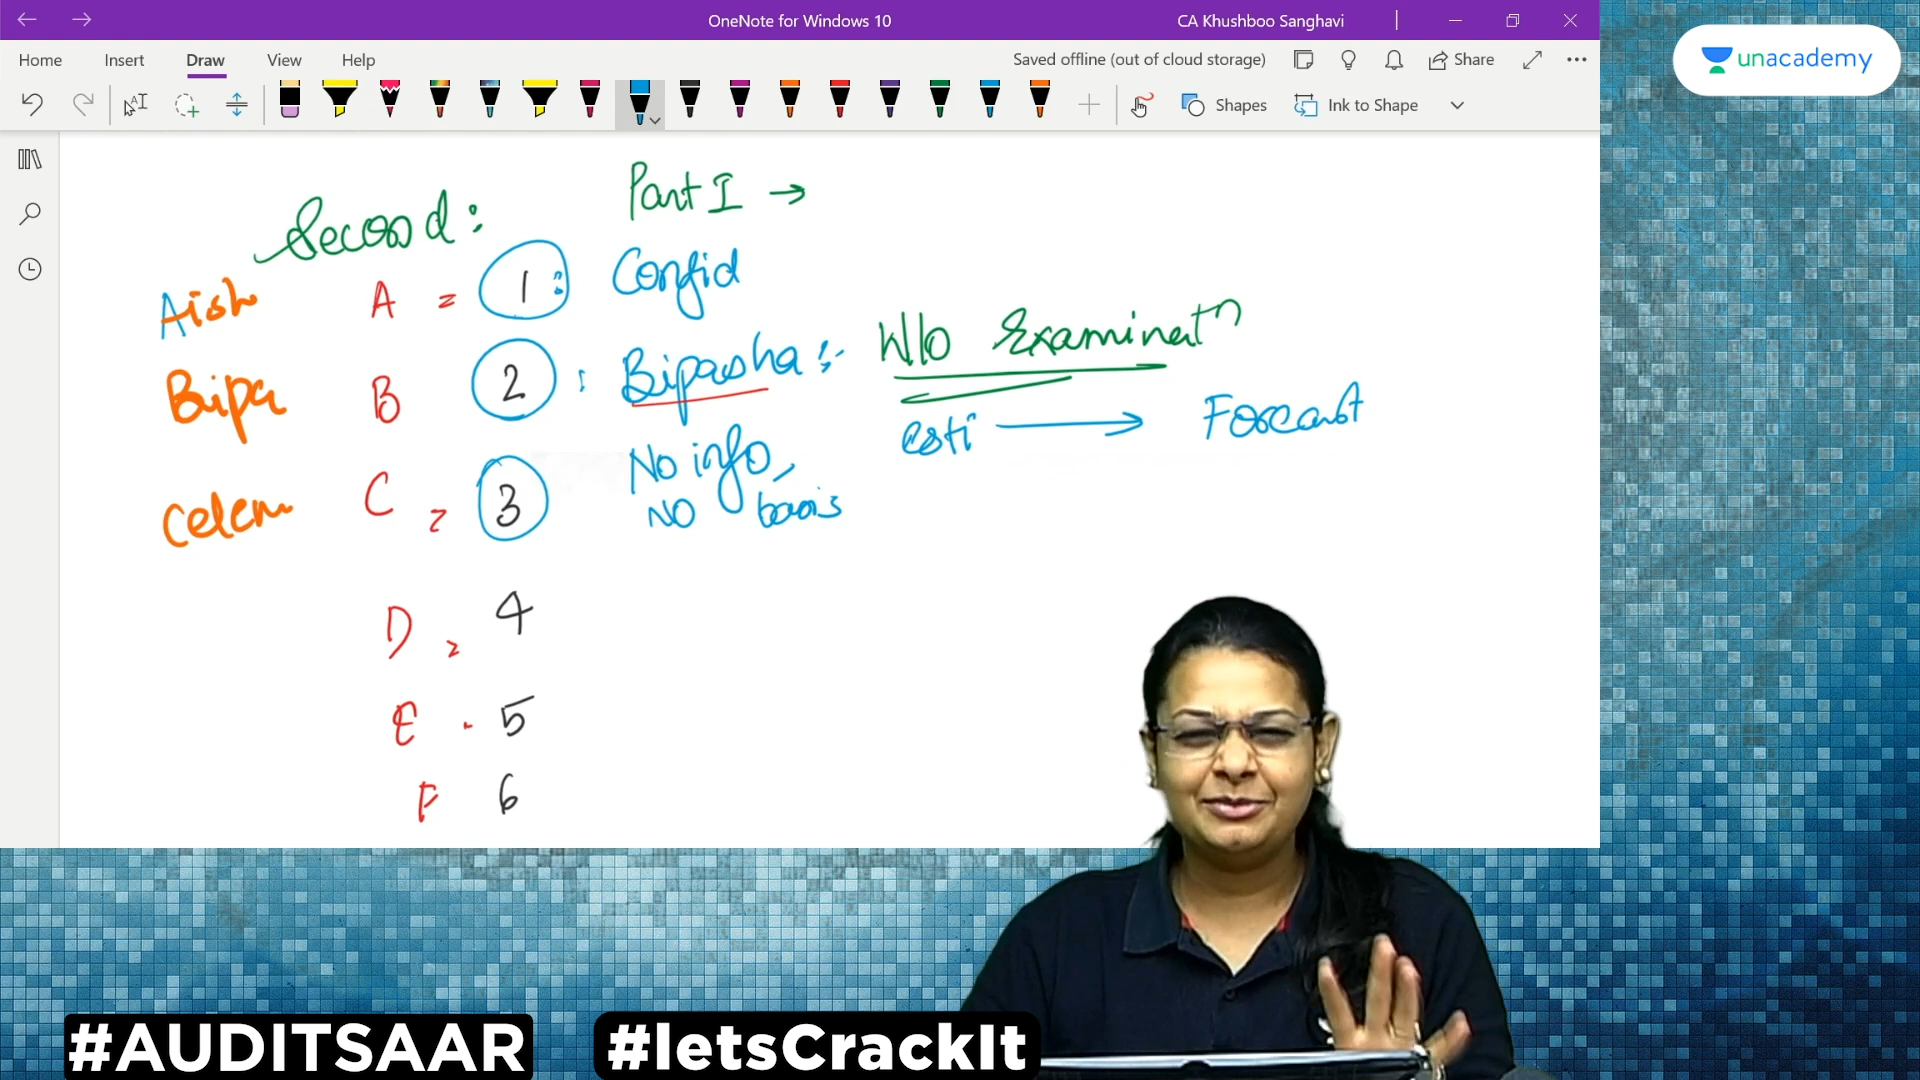 OneNote for Windows 10
CA Khushboo Sanghavi
unacademy
Home
Insert
Draw
View
Help
Saved offline (out of cloud storage)
Share
Shapes
Ink to Shape
Second:
Part I →
Aish A = 1: Confid
Bipa B 2 : Bipasha :- W/o Examinatn
esti → Forcast
Celem C = 3 No info,
No basis
D = 4
E . 5
F 6
#AUDITSAAR
#letsCrackIt